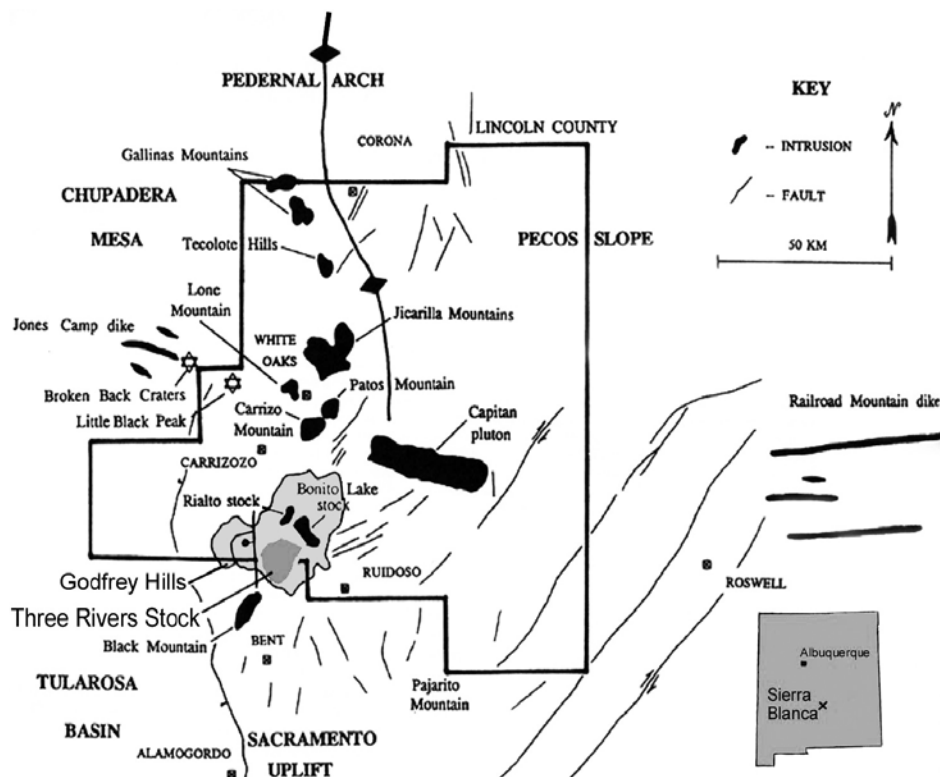 PEDERNAL ARCH
KEY
N
CORONA
LINCOLN COUNTY
-- INTRUSION
Gallinas Mountains
CHUPADERA
MESA
-- FAULT
Tecolote Hills
PECOS SLOPE
50 KM
Lone
Mountain
Jones Camp dike
WHITE
OAKS
Jicarilla Mountains
Broken Back Craters
Patos Mountain
Little Black Peak
Carrizo
Mountain
Capitan
pluton
Railroad Mountain dike
CARRIZOZO
Rialto stock
Bonito Lake
stock
Godfrey Hills
RUIDOSO
ROSWELL
Three Rivers Stock
Black Mountain
BENT
Albuquerque
TULAROSA
BASIN
Pajarito
Mountain
Sierra
Blanca
ALAMOGORDO
SACRAMENTO
UPLIFT